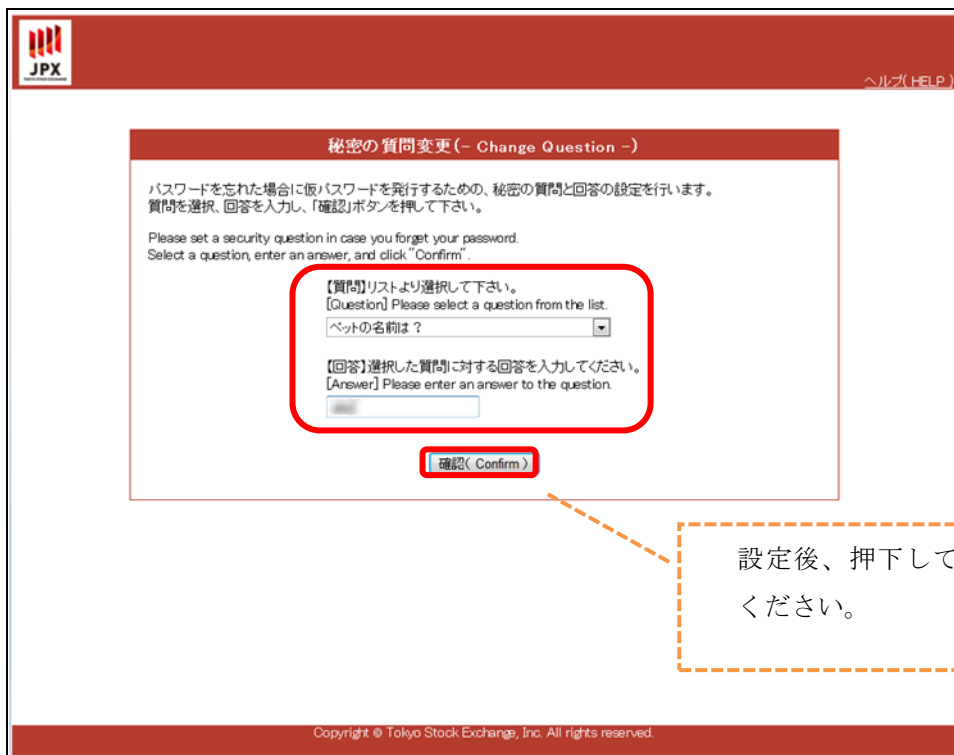 JPX
ヘルプ( HELP )
秘密の質問変更(- Change Question -)
パスワードを忘れた場合に仮パスワードを発行するための、秘密の質問と回答の設定を行います。
質問を選択、回答を入力し、「確認」ボタンを押して下さい。
Please set a security question in case you forget your password.
Select a question, enter an answer, and click "Confirm".
【質問】リストより選択して下さい。
[Question] Please select a question from the list.
ペットの名前は？
【回答】選択した質問に対する回答を入力してください。
[Answer] Please enter an answer to the question.
確認( Confirm )
設定後、押下して
ください。
Copyright © Tokyo Stock Exchange, Inc. All rights reserved.